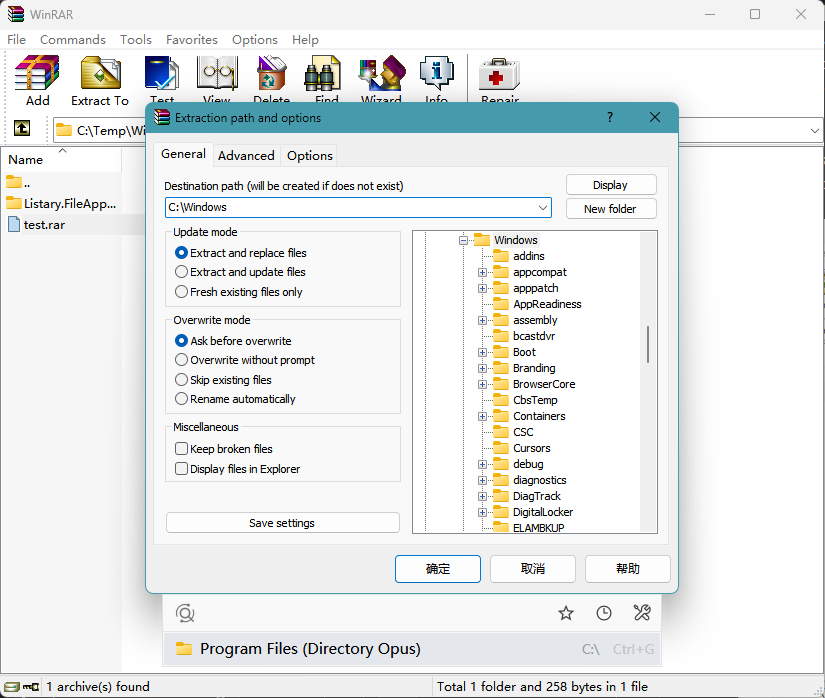 WinRAR
File Commands Tools Favorites Options Help
Add Extract To Test View Delete Find Wizard Info Repair
Extraction path and options ?
C:\Temp\Wi
General Advanced Options
Name
Destination path (will be created if does not exist)
Display
..
C:\Windows
New folder
Listary.FileApp...
test.rar
Update mode
Extract and replace files
Extract and update files
Fresh existing files only
Overwrite mode
Ask before overwrite
Overwrite without prompt
Skip existing files
Rename automatically
Miscellaneous
Keep broken files
Display files in Explorer
Save settings
Windows
addins
appcompat
apppatch
AppReadiness
assembly
bcastdvr
Boot
Branding
BrowserCore
CbsTemp
Containers
CSC
Cursors
debug
diagnostics
DiagTrack
DigitalLocker
ELAMBKUP
确定 取消 帮助
Program Files (Directory Opus) C:\ Ctrl+G
1 archive(s) found
Total 1 folder and 258 bytes in 1 file